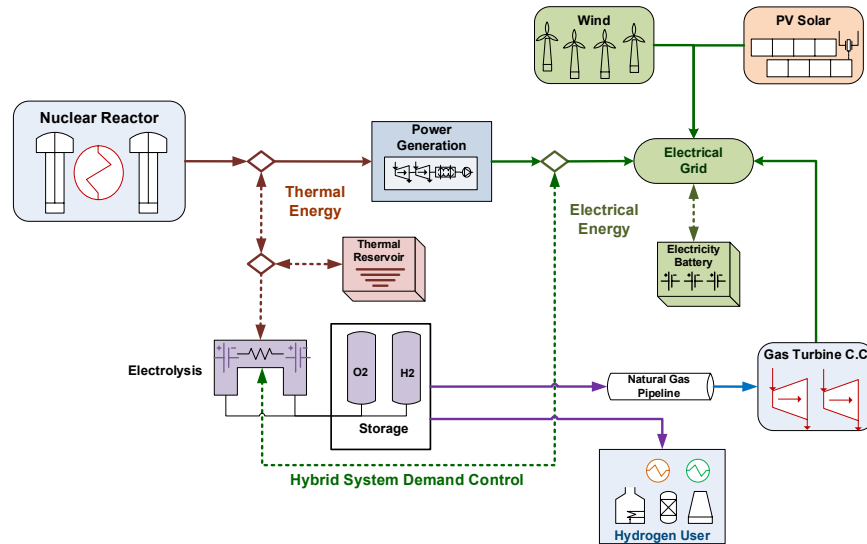 Wind
PV Solar
Nuclear Reactor
Power
Generation
Electrical
Grid
Thermal
Energy
Electrical
Energy
Thermal
Reservoir
Electricity
Battery
Electrolysis
O2
H2
Storage
Natural Gas
Pipeline
Gas Turbine C.C
Hybrid System Demand Control
Hydrogen User